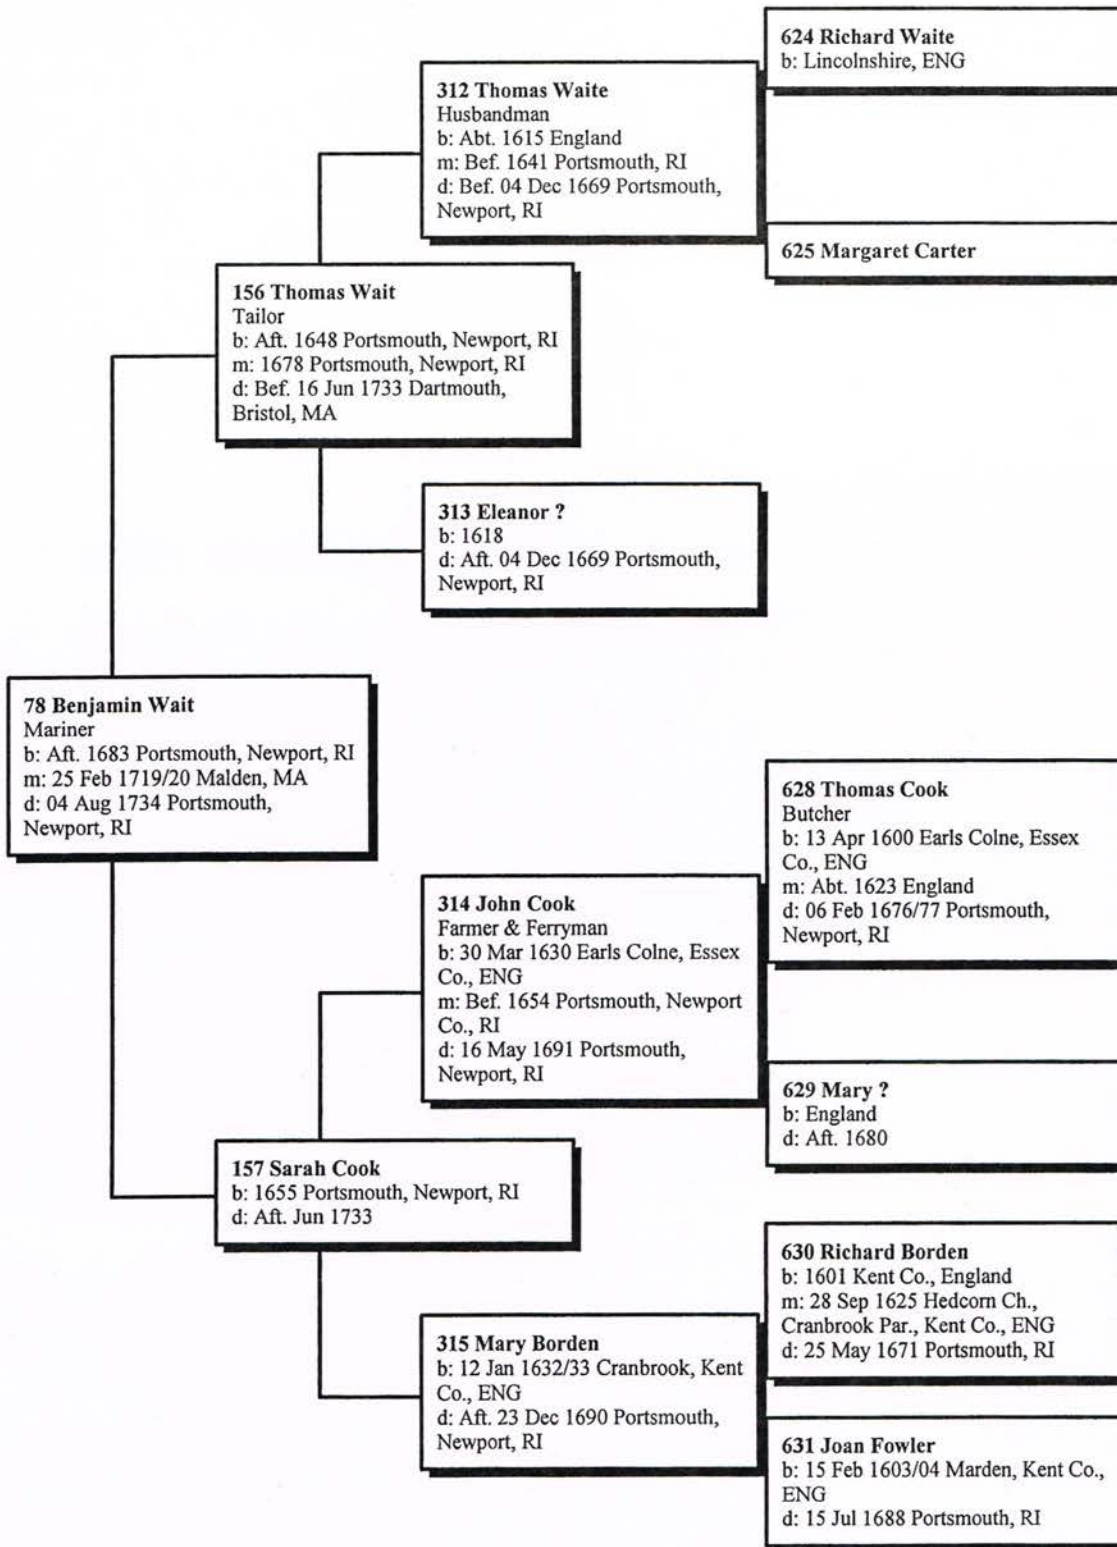 624 Richard Waite
b: Lincolnshire, ENG
312 Thomas Waite
Husbandman
b: Abt. 1615 England
m: Bef. 1641 Portsmouth, RI
d: Bef. 04 Dec 1669 Portsmouth,
Newport, RI
625 Margaret Carter
156 Thomas Wait
Tailor
b: Aft. 1648 Portsmouth, Newport, RI
m: 1678 Portsmouth, Newport, RI
d: Bef. 16 Jun 1733 Dartmouth,
Bristol, MA
313 Eleanor ?
b: 1618
d: Aft. 04 Dec 1669 Portsmouth,
Newport, RI
78 Benjamin Wait
Mariner
b: Aft. 1683 Portsmouth, Newport, RI
m: 25 Feb 1719/20 Malden, MA
d: 04 Aug 1734 Portsmouth,
Newport, RI
628 Thomas Cook
Butcher
b: 13 Apr 1600 Earls Colne, Essex
Co., ENG
m: Abt. 1623 England
d: 06 Feb 1676/77 Portsmouth,
Newport, RI
314 John Cook
Farmer & Ferryman
b: 30 Mar 1630 Earls Colne, Essex
Co., ENG
m: Bef. 1654 Portsmouth, Newport
Co., RI
d: 16 May 1691 Portsmouth,
Newport, RI
629 Mary ?
b: England
d: Aft. 1680
157 Sarah Cook
b: 1655 Portsmouth, Newport, RI
d: Aft. Jun 1733
630 Richard Borden
b: 1601 Kent Co., England
m: 28 Sep 1625 Hedcorn Ch.,
Cranbrook Par., Kent Co., ENG
d: 25 May 1671 Portsmouth, RI
315 Mary Borden
b: 12 Jan 1632/33 Cranbrook, Kent
Co., ENG
d: Aft. 23 Dec 1690 Portsmouth,
Newport, RI
631 Joan Fowler
b: 15 Feb 1603/04 Marden, Kent Co.,
ENG
d: 15 Jul 1688 Portsmouth, RI